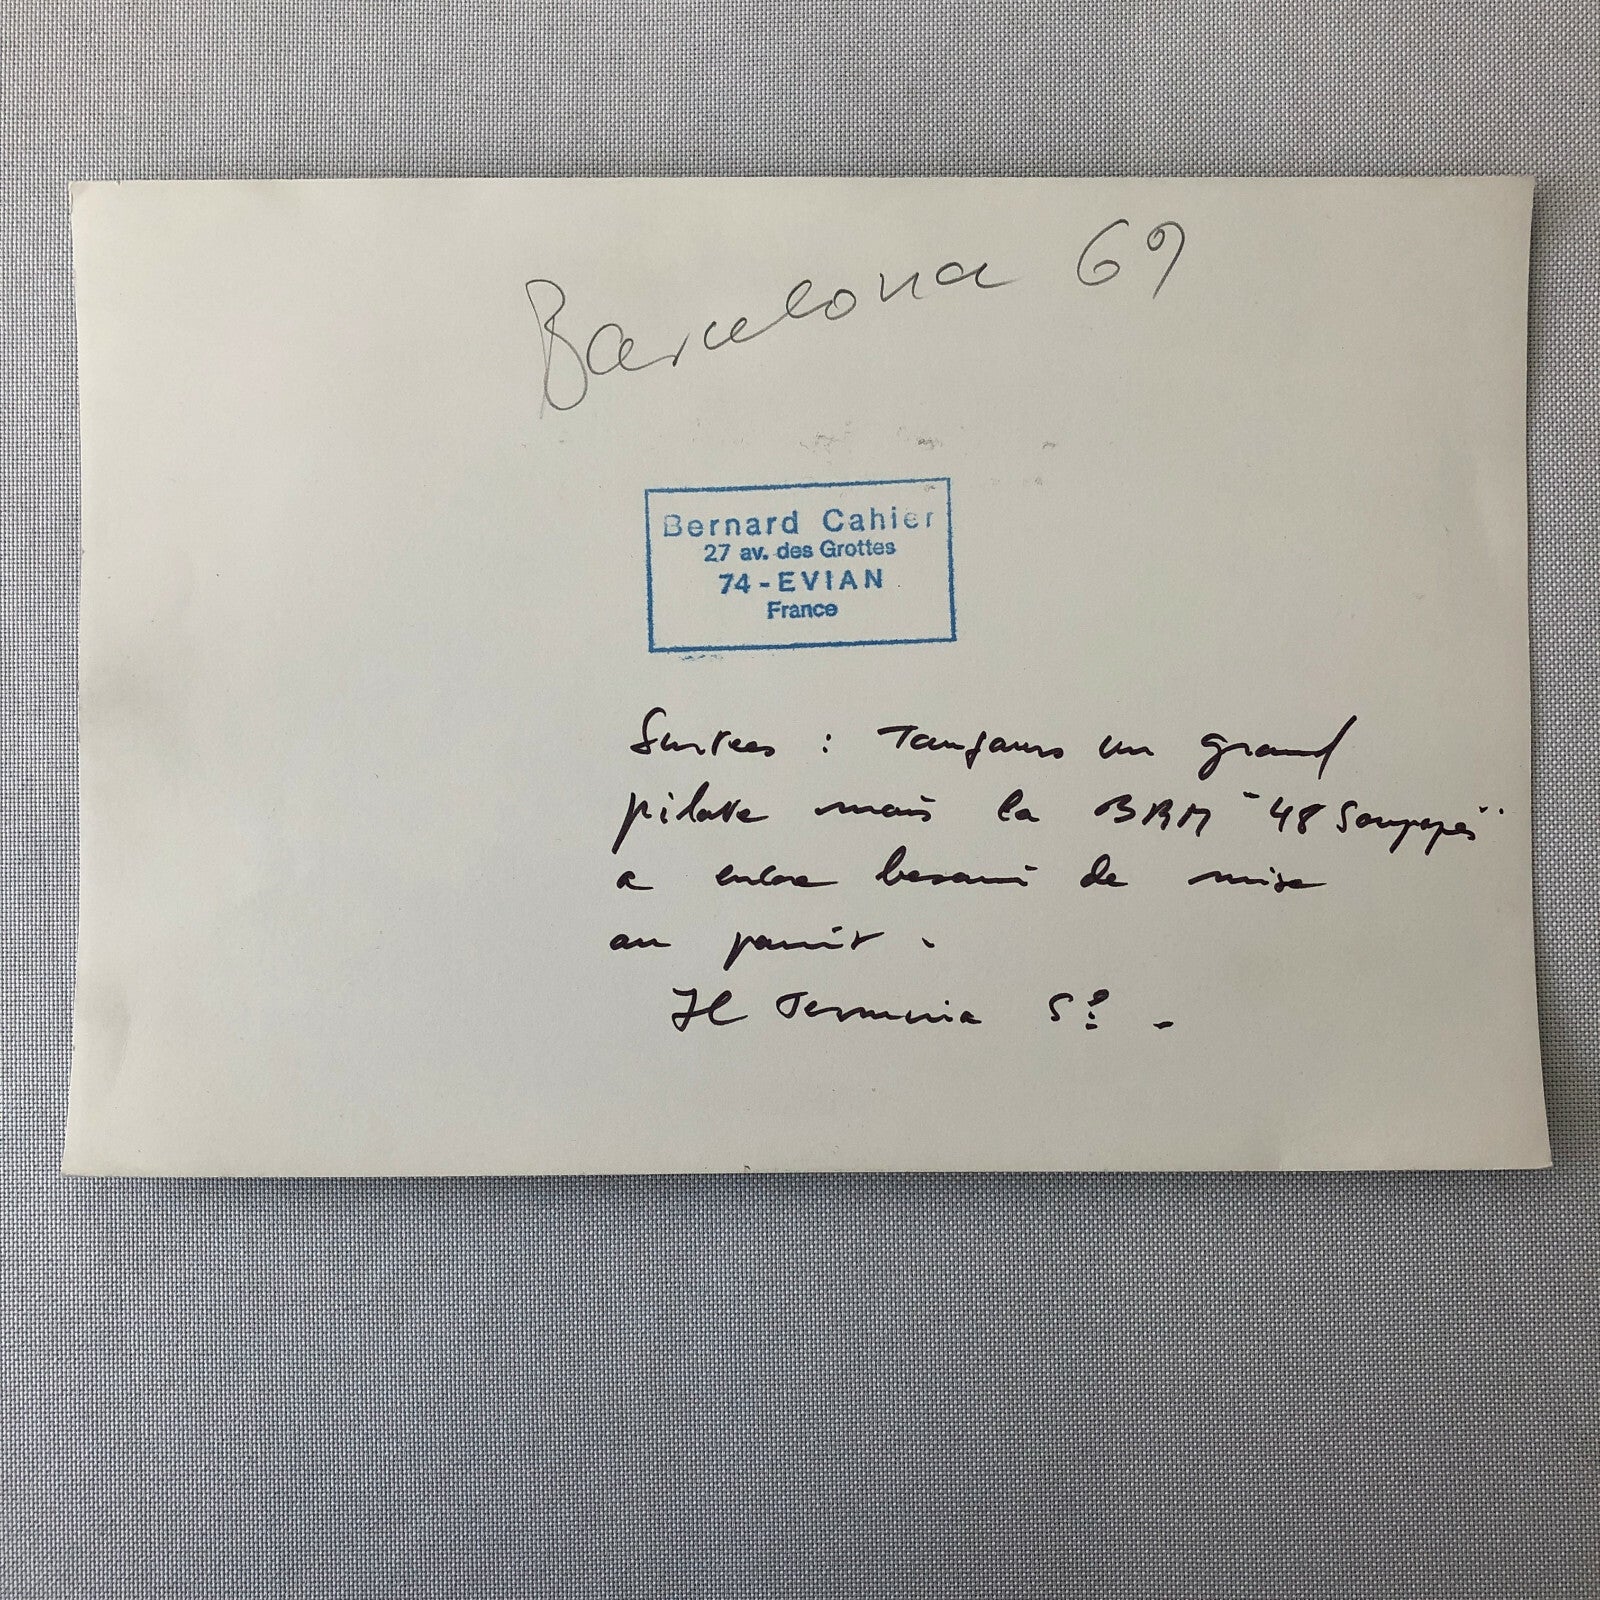 Barcelona 69
Bernard Cahier
27 av. des Grottes
74 - EVIAN
France
Surtees : Toujours un grand
pilote mais la BRM "48 Soupapes"
a encore besoin de mise
au point .
Il termina 5e .